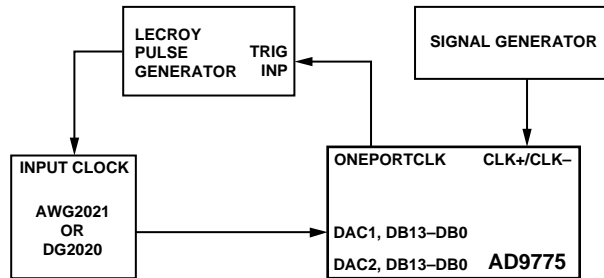 LECROY
PULSE
GENERATOR
TRIG
INP
SIGNAL GENERATOR
INPUT CLOCK
AWG2021
OR
DG2020
ONEPORTCLK
CLK+/CLK–
DAC1, DB13–DB0
DAC2, DB13–DB0
AD9775